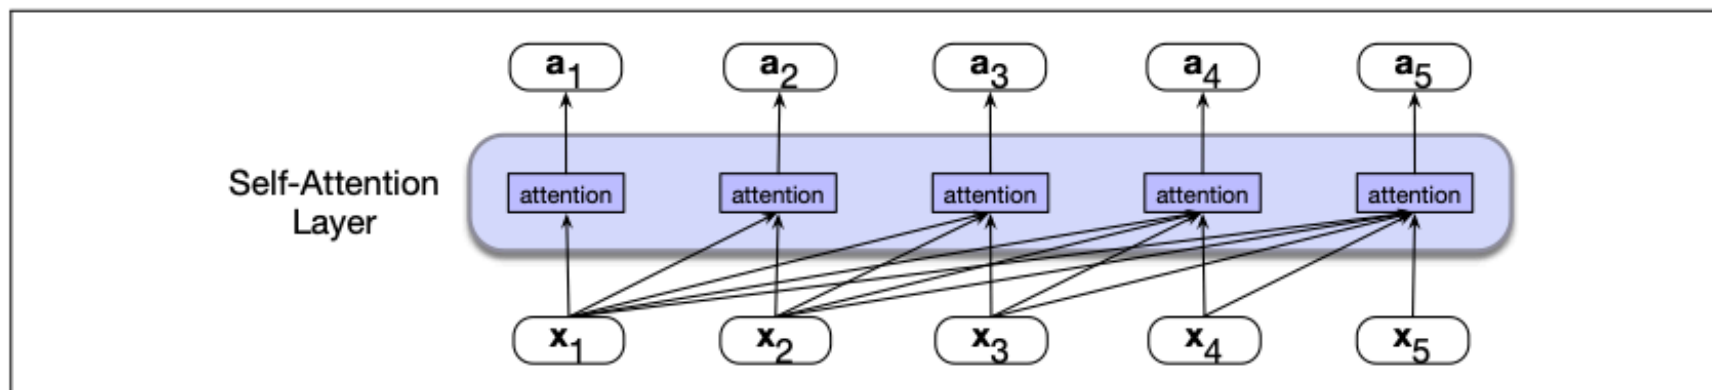 a1 a2 a3 a4 a5
Self-Attention
Layer
attention attention attention attention attention
x1 x2 x3 x4 x5